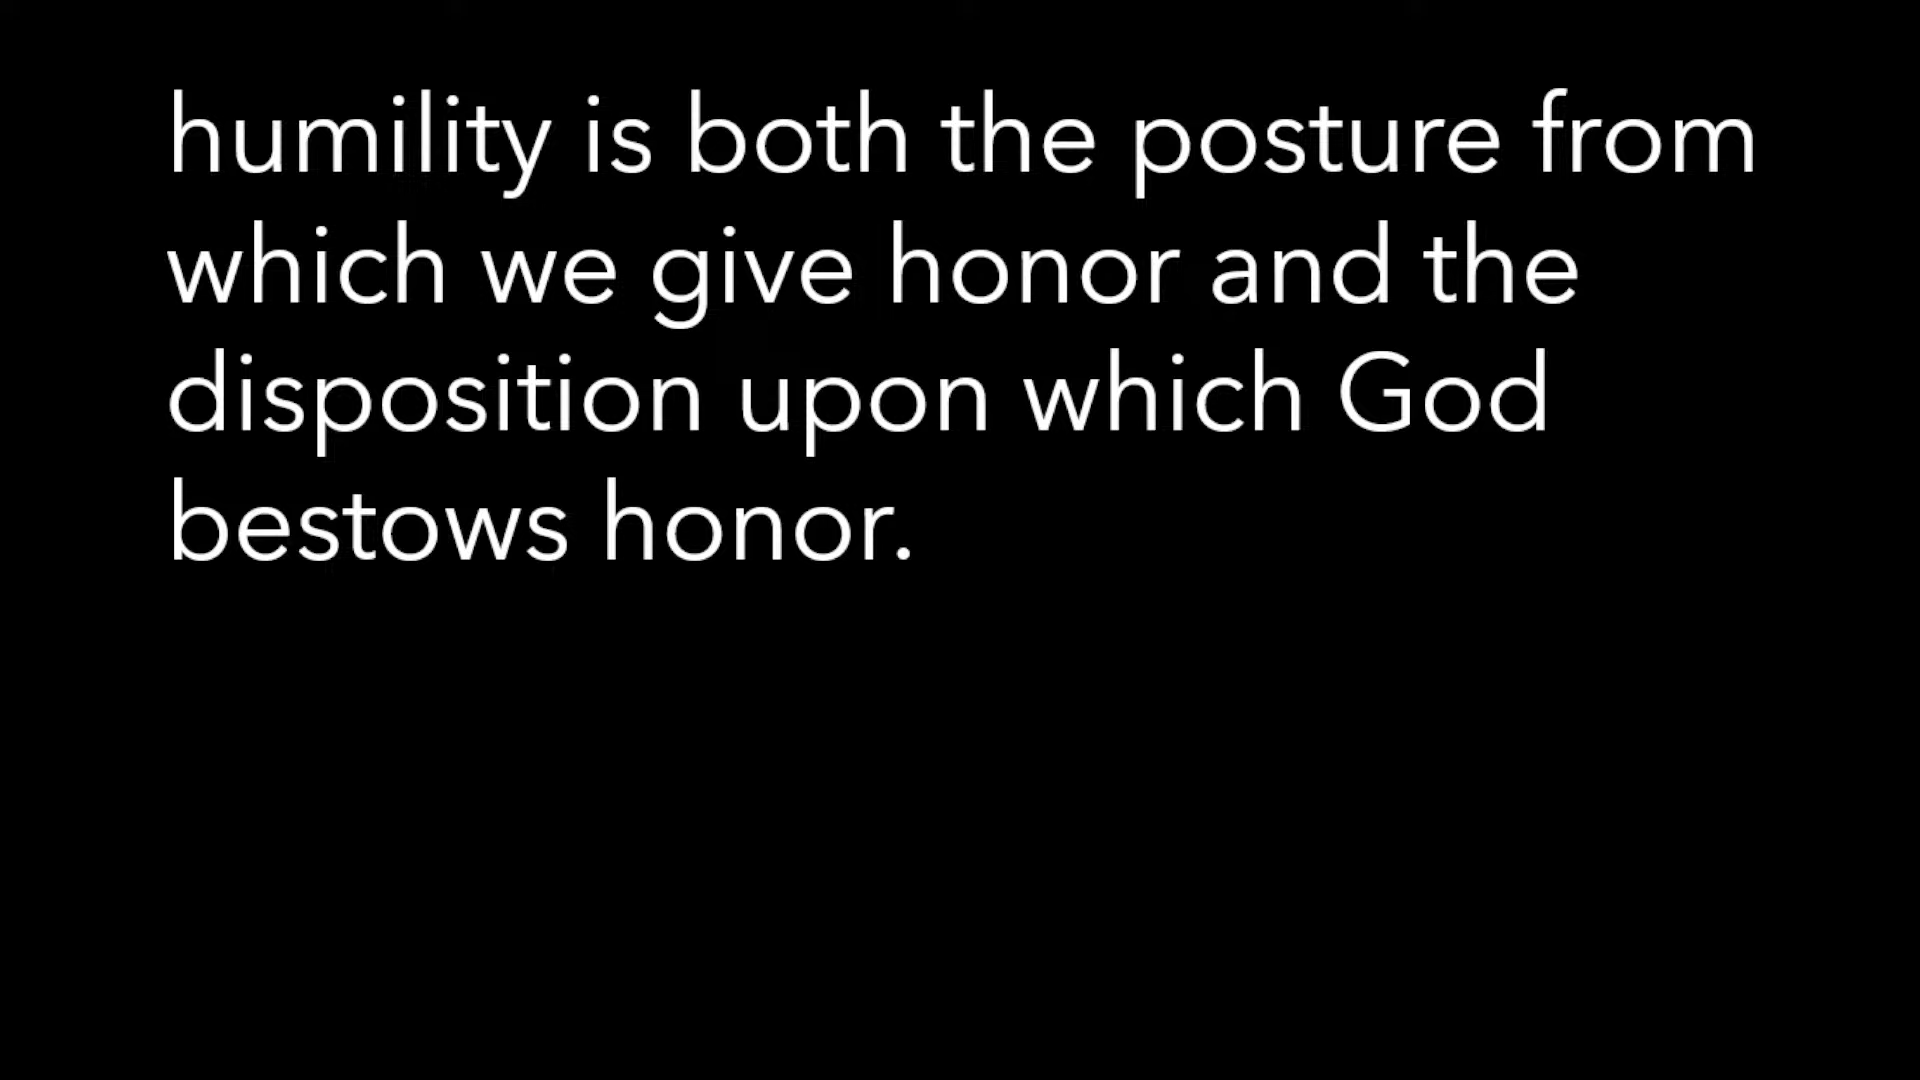 humility is both the posture from
which we give honor and the
disposition upon which God
bestows honor.